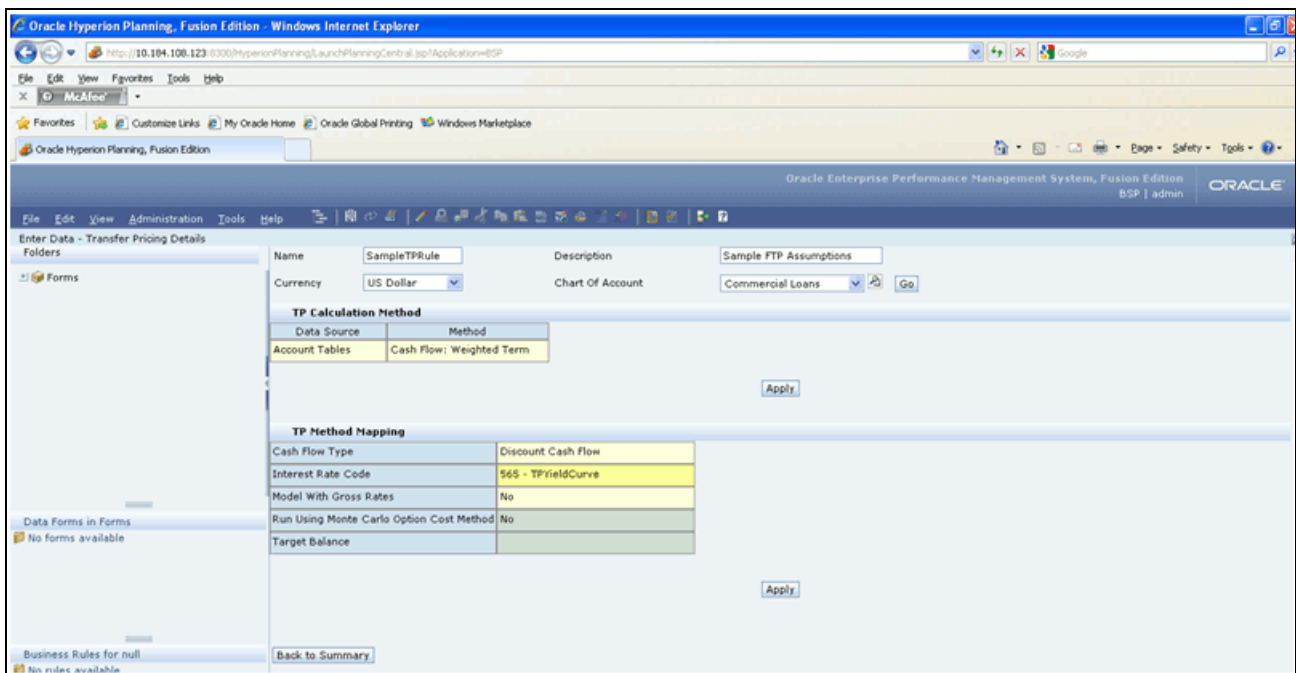 Oracle Hyperion Planning, Fusion Edition - Windows Internet Explorer
http://10.184.108.123:8300/HyperionPlanning/LaunchPlanningCentral.jsp?Application=BSP
Google
File Edit View Favorites Tools Help
McAfee
Favorites Customize Links My Oracle Home Oracle Global Printing Windows Marketplace
Oracle Hyperion Planning, Fusion Edition
Page Safety Tools
Oracle Enterprise Performance Management System, Fusion Edition
BSP | admin
ORACLE
File Edit View Administration Tools Help
Enter Data - Transfer Pricing Details
Folders
Forms
Name SampleTPRule Description Sample FTP Assumptions
Currency US Dollar Chart Of Account Commercial Loans Go
TP Calculation Method
Data Source Method
Account Tables Cash Flow: Weighted Term
Apply
TP Method Mapping
Cash Flow Type Discount Cash Flow
Interest Rate Code 565 - TPYieldCurve
Model With Gross Rates No
Run Using Monte Carlo Option Cost Method No
Target Balance
Data Forms in Forms
No forms available
Apply
Business Rules for null
Back to Summary
No rules available